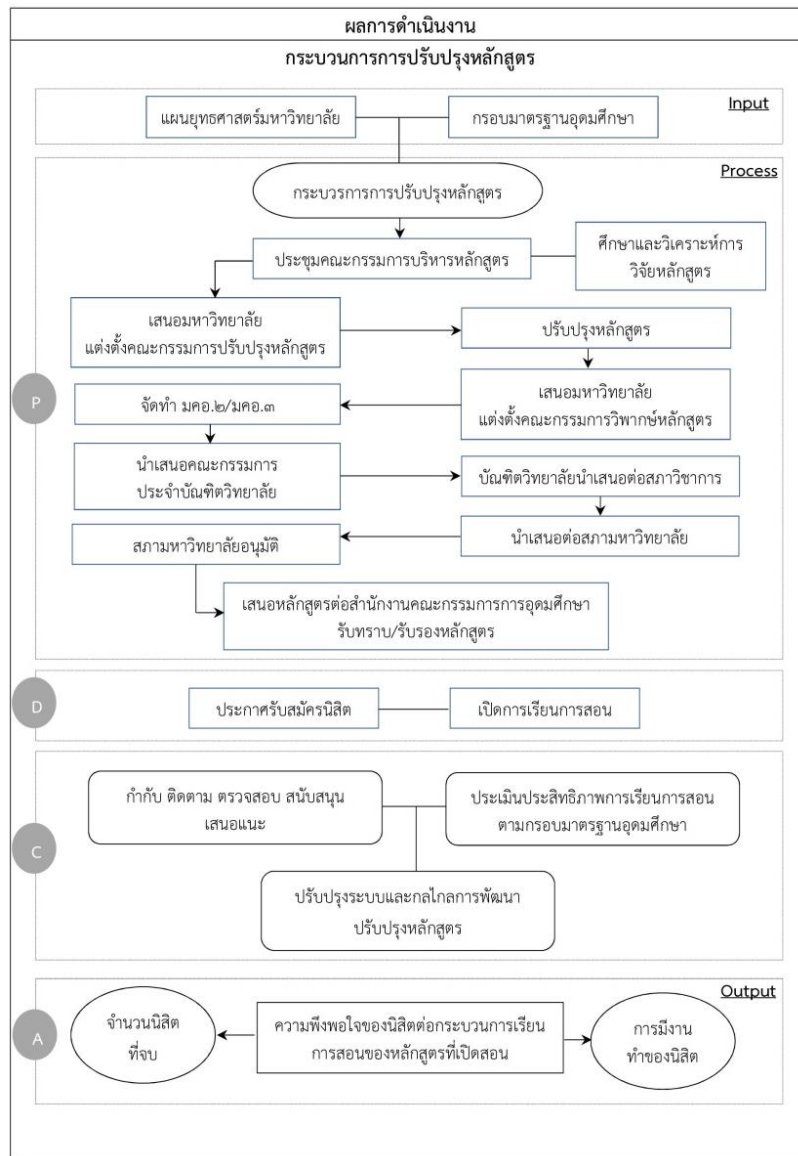 ผลการดำเนินงาน
กระบวนการการปรับปรุงหลักสูตร
Input
แผนยุทธศาสตร์มหาวิทยาลัย
กรอบมาตรฐานอุดมศึกษา
Process
กระบวรการการปรับปรุงหลักสูตร
ประชุมคณะกรรมการบริหารหลักสูตร
ศึกษาและวิเคราะห์การ
วิจัยหลักสูตร
เสนอมหาวิทยาลัย
แต่งตั้งคณะกรรมการปรับปรุงหลักสูตร
ปรับปรุงหลักสูตร
P
จัดทำ มคอ.๒/มคอ.๓
เสนอมหาวิทยาลัย
แต่งตั้งคณะกรรมการวิพากษ์หลักสูตร
นำเสนอคณะกรรมการ
ประจำบัณฑิตวิทยาลัย
บัณฑิตวิทยาลัยนำเสนอต่อสภาวิชาการ
สภามหาวิทยาลัยอนุมัติ
นำเสนอต่อสภามหาวิทยาลัย
เสนอหลักสูตรต่อสำนักงานคณะกรรมการการอุดมศึกษา
รับทราบ/รับรองหลักสูตร
D
ประกาศรับสมัครนิสิต
เปิดการเรียนการสอน
กำกับ ติดตาม ตรวจสอบ สนับสนุน
เสนอแนะ
ประเมินประสิทธิภาพการเรียนการสอน
ตามกรอบมาตรฐานอุดมศึกษา
C
ปรับปรุงระบบและกลไกลการพัฒนา
ปรับปรุงหลักสูตร
Output
A
จำนวนนิสิต
ที่จบ
ความพึงพอใจของนิสิตต่อกระบวนการเรียน
การสอนของหลักสูตรที่เปิดสอน
การมีงาน
ทำของนิสิต